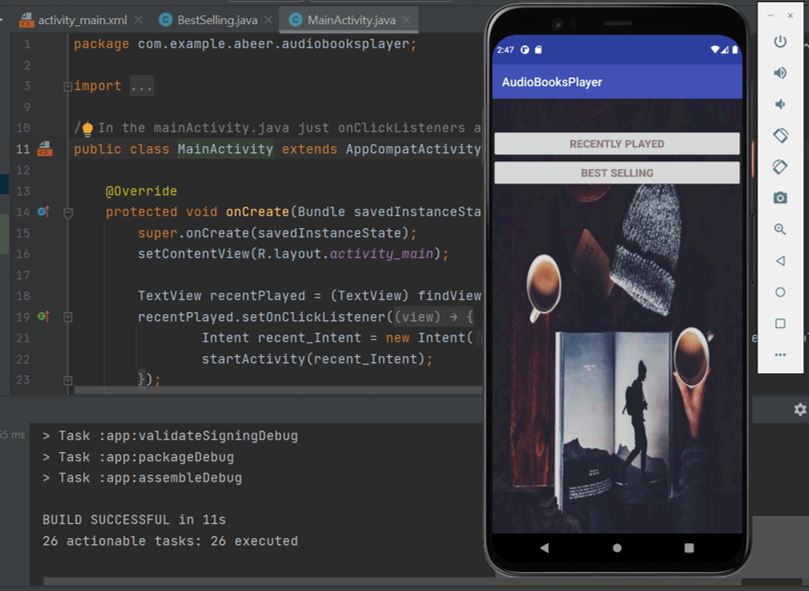 activity_main.xml
BestSelling.java
MainActivity.java
1 package com.example.abeer.audiobooksplayer;
2
3 import ...
9
10 / In the mainActivity.java just onClickListeners a
11 public class MainActivity extends AppCompatActivity
12
13 @Override
14 protected void onCreate(Bundle savedInstanceSta
15 super.onCreate(savedInstanceState);
16 setContentView(R.layout.activity_main);
17
18 TextView recentPlayed = (TextView) findView
19 recentPlayed.setOnClickListener((view) → {
21 Intent recent_Intent = new Intent(
22 startActivity(recent_Intent);
23 });
> Task :app:validateSigningDebug
> Task :app:packageDebug
> Task :app:assembleDebug
BUILD SUCCESSFUL in 11s
26 actionable tasks: 26 executed
2:47
AudioBooksPlayer
RECENTLY PLAYED
BEST SELLING